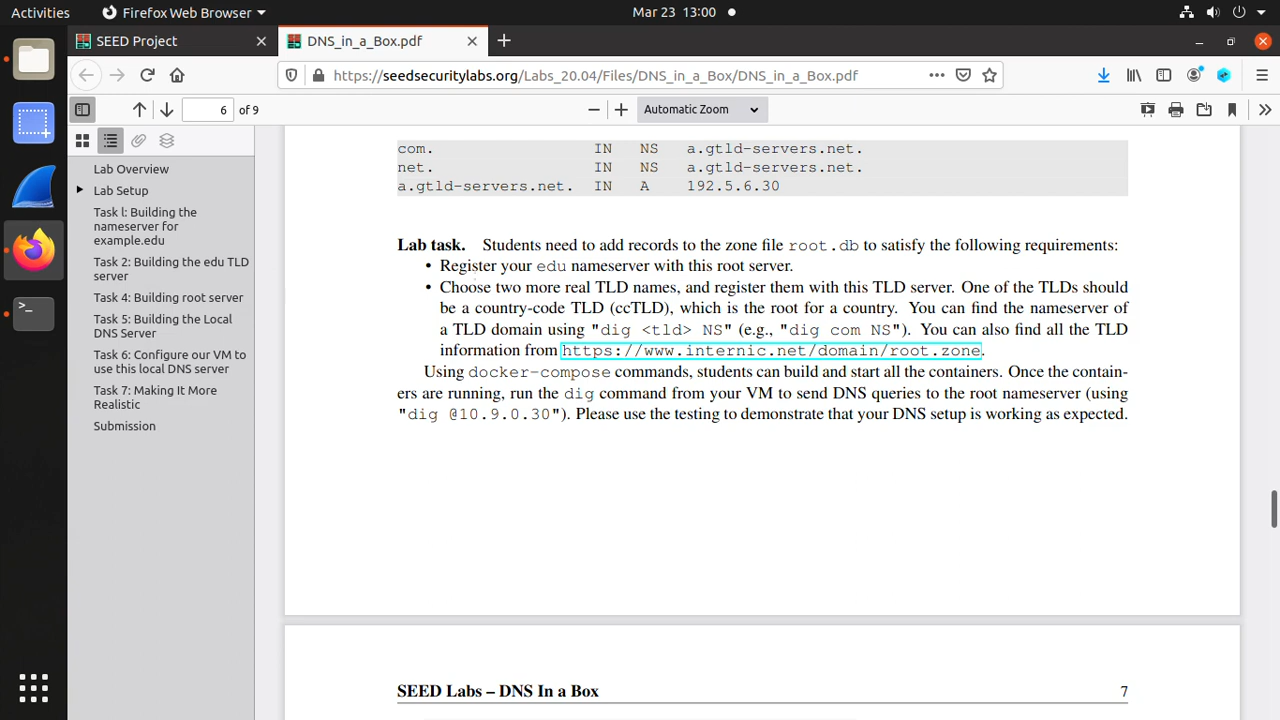 Activities
Firefox Web Browser
Mar 23 13:00
SEED Project
DNS_in_a_Box.pdf
https://seedsecuritylabs.org/Labs_20.04/Files/DNS_in_a_Box/DNS_in_a_Box.pdf
6 of 9
Automatic Zoom
Lab Overview
Lab Setup
Task l: Building the
nameserver for
example.edu
Task 2: Building the edu TLD
server
Task 4: Building root server
Task 5: Building the Local
DNS Server
Task 6: Configure our VM to
use this local DNS server
Task 7: Making It More
Realistic
Submission
com. IN NS a.gtld-servers.net.
net. IN NS a.gtld-servers.net.
a.gtld-servers.net. IN A 192.5.6.30
Lab task. Students need to add records to the zone file root.db to satisfy the following requirements:
• Register your edu nameserver with this root server.
• Choose two more real TLD names, and register them with this TLD server. One of the TLDs should
be a country-code TLD (ccTLD), which is the root for a country. You can find the nameserver of
a TLD domain using "dig <tld> NS" (e.g., "dig com NS"). You can also find all the TLD
information from https://www.internic.net/domain/root.zone.
Using docker-compose commands, students can build and start all the containers. Once the contain-
ers are running, run the dig command from your VM to send DNS queries to the root nameserver (using
"dig @10.9.0.30"). Please use the testing to demonstrate that your DNS setup is working as expected.
SEED Labs – DNS In a Box 7